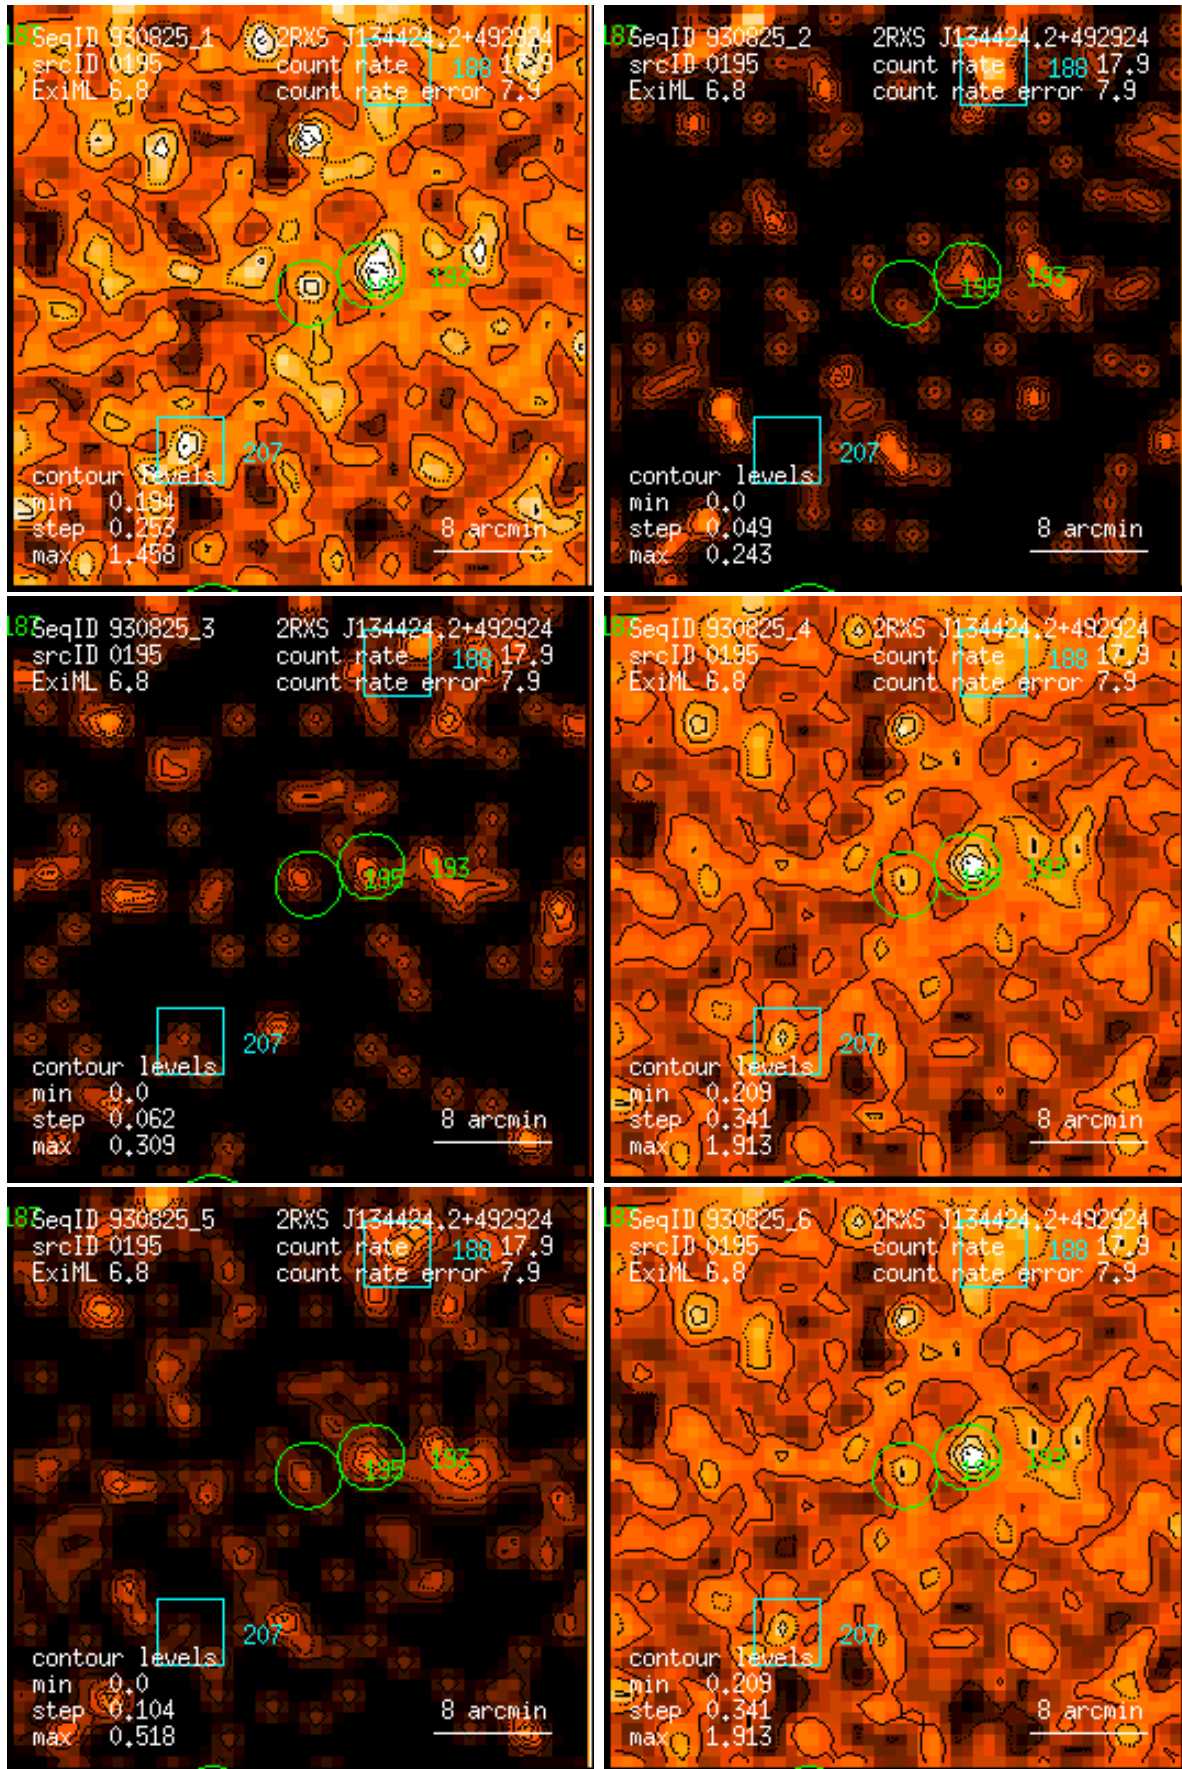 187 SeqID 930825_1 2RXS J134424.2+492924
srcID 0195 count rate 188 17.9
ExiML 6.8 count rate error 7.9
195 193
207
contour levels
min 0.194
step 0.253 8 arcmin
max 1.458
187 SeqID 930825_2 2RXS J134424.2+492924
srcID 0195 count rate 188 17.9
ExiML 6.8 count rate error 7.9
195 193
207
contour levels
min 0.0
step 0.049 8 arcmin
max 0.243
187 SeqID 930825_3 2RXS J134424.2+492924
srcID 0195 count rate 188 17.9
ExiML 6.8 count rate error 7.9
195 193
207
contour levels
min 0.0
step 0.062 8 arcmin
max 0.309
187 SeqID 930825_4 2RXS J134424.2+492924
srcID 0195 count rate 188 17.9
ExiML 6.8 count rate error 7.9
195 193
207
contour levels
min 0.209
step 0.341 8 arcmin
max 1.913
187 SeqID 930825_5 2RXS J134424.2+492924
srcID 0195 count rate 188 17.9
ExiML 6.8 count rate error 7.9
195 193
207
contour levels
min 0.0
step 0.104 8 arcmin
max 0.518
187 SeqID 930825_6 2RXS J134424.2+492924
srcID 0195 count rate 188 17.9
ExiML 6.8 count rate error 7.9
195 193
207
contour levels
min 0.209
step 0.341 8 arcmin
max 1.913